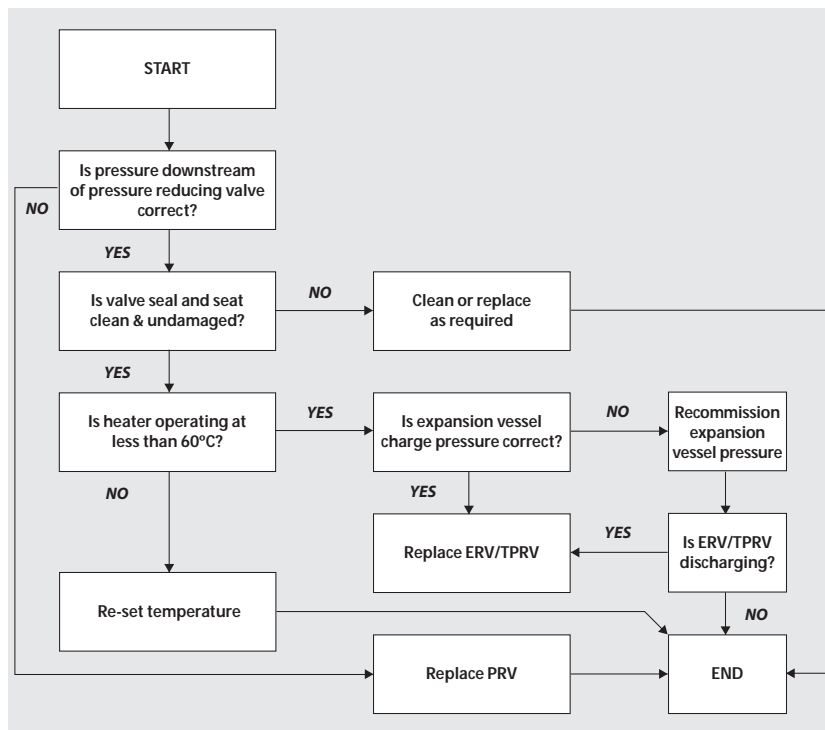 START
Is pressure downstream
of pressure reducing valve
correct?
NO
YES
Is valve seal and seat
clean & undamaged?
NO
Clean or replace
as required
YES
Is heater operating at
less than 60ºC?
YES
Is expansion vessel
charge pressure correct?
NO
Recommission
expansion
vessel pressure
NO
YES
Replace ERV/TPRV
YES
Is ERV/TPRV
discharging?
Re-set temperature
NO
Replace PRV
END